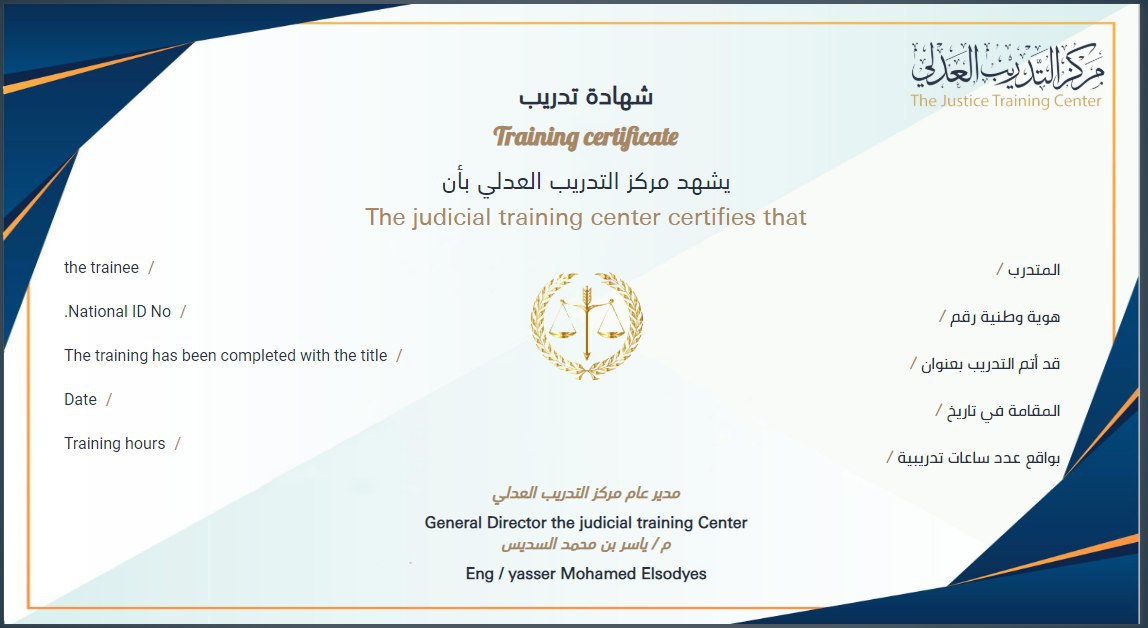 مركز التدريب العدلي
The Justice Training Center
شهادة تدريب
Training certificate
يشهد مركز التدريب العدلي بأن
The judicial training center certifies that
the trainee /
المتدرب /
.National ID No /
هوية وطنية رقم /
The training has been completed with the title /
قد أتم التدريب بعنوان /
Date /
المقامة في تاريخ /
Training hours /
بواقع عدد ساعات تدريبية /
مدير عام مركز التدريب العدلي
General Director the judicial training Center
م / ياسر بن محمد السديس
Eng / yasser Mohamed Elsodyes